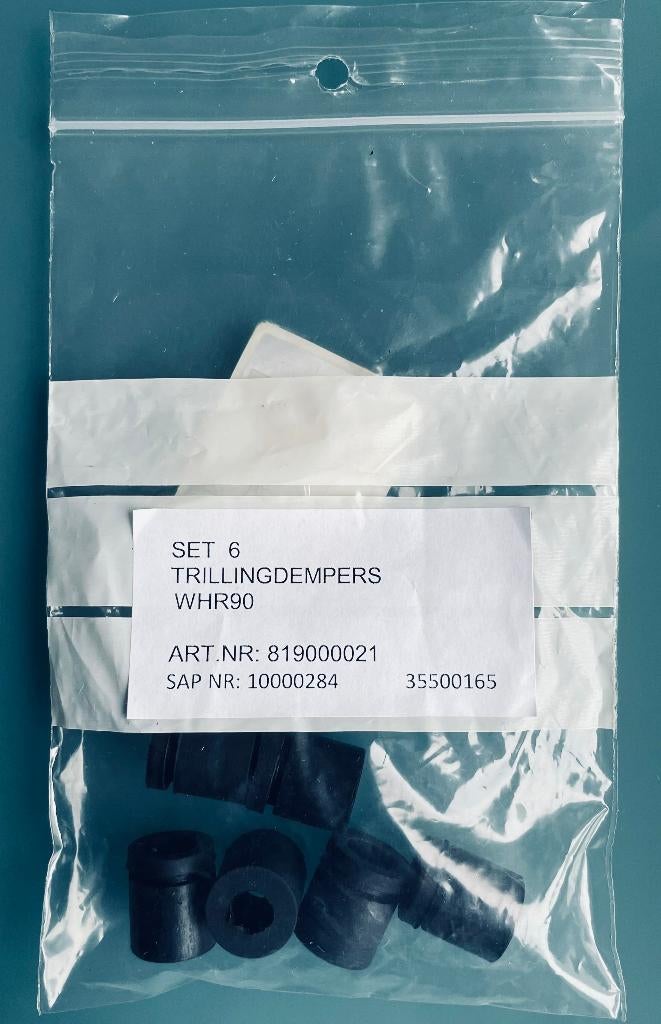 SET 6
TRILLINGDEMPERS
WHR90
ART.NR: 819000021
SAP NR: 10000284 35500165